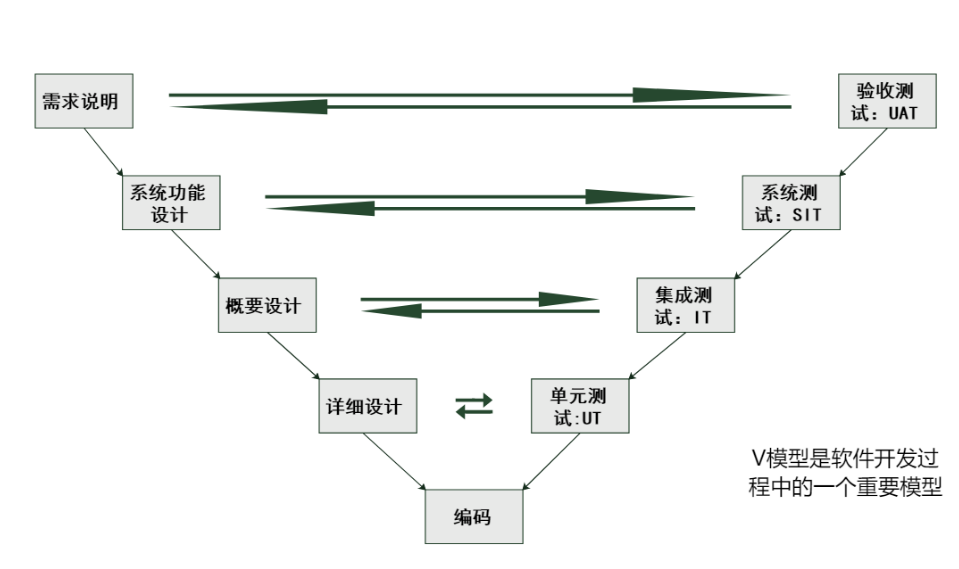 需求说明
验收测
试：UAT
系统功能
设计
系统测
试：SIT
概要设计
集成测
试：IT
详细设计
单元测
试:UT
V模型是软件开发过
程中的一个重要模型
编码